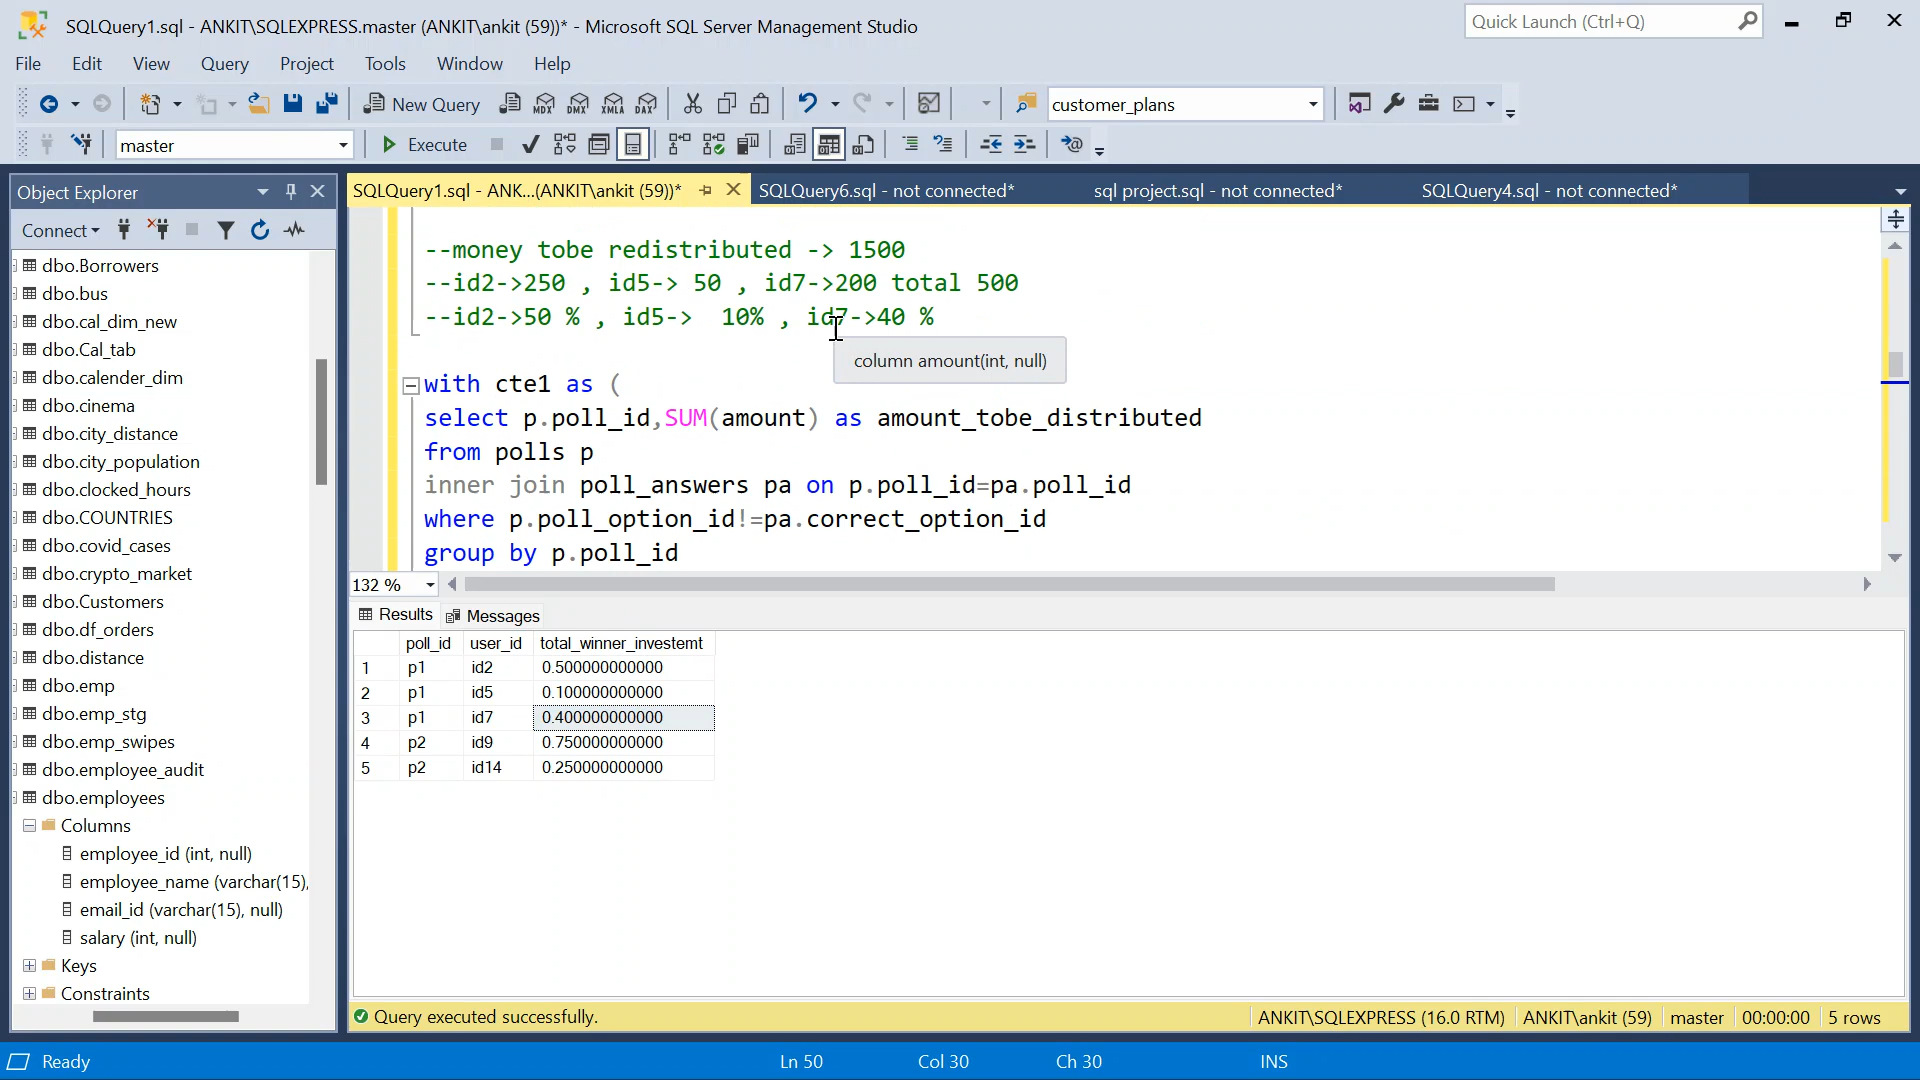 SQLQuery1.sql - ANKIT\SQLEXPRESS.master (ANKIT\ankit (59))* - Microsoft SQL Server Management Studio
Quick Launch (Ctrl+Q)
File Edit View Query Project Tools Window Help
New Query MDX DMX XMLA DAX customer_plans
master Execute
Object Explorer
SQLQuery1.sql - ANK...(ANKIT\ankit (59))* SQLQuery6.sql - not connected* sql project.sql - not connected* SQLQuery4.sql - not connected*
Connect
dbo.Borrowers
dbo.bus
dbo.cal_dim_new
dbo.Cal_tab
dbo.calender_dim
dbo.cinema
dbo.city_distance
dbo.city_population
dbo.clocked_hours
dbo.COUNTRIES
dbo.covid_cases
dbo.crypto_market
dbo.Customers
dbo.df_orders
dbo.distance
dbo.emp
dbo.emp_stg
dbo.emp_swipes
dbo.employee_audit
dbo.employees
Columns
employee_id (int, null)
employee_name (varchar(15),
email_id (varchar(15), null)
salary (int, null)
Keys
Constraints
--money tobe redistributed -> 1500
--id2->250 , id5-> 50 , id7->200 total 500
--id2->50 % , id5-> 10% , id7->40 %
column amount(int, null)
with cte1 as (
select p.poll_id,SUM(amount) as amount_tobe_distributed
from polls p
inner join poll_answers pa on p.poll_id=pa.poll_id
where p.poll_option_id!=pa.correct_option_id
group by p.poll_id
132 %
Results Messages
poll_id user_id total_winner_investemt
1 p1 id2 0.500000000000
2 p1 id5 0.100000000000
3 p1 id7 0.400000000000
4 p2 id9 0.750000000000
5 p2 id14 0.250000000000
Query executed successfully. ANKIT\SQLEXPRESS (16.0 RTM) ANKIT\ankit (59) master 00:00:00 5 rows
Ready Ln 50 Col 30 Ch 30 INS